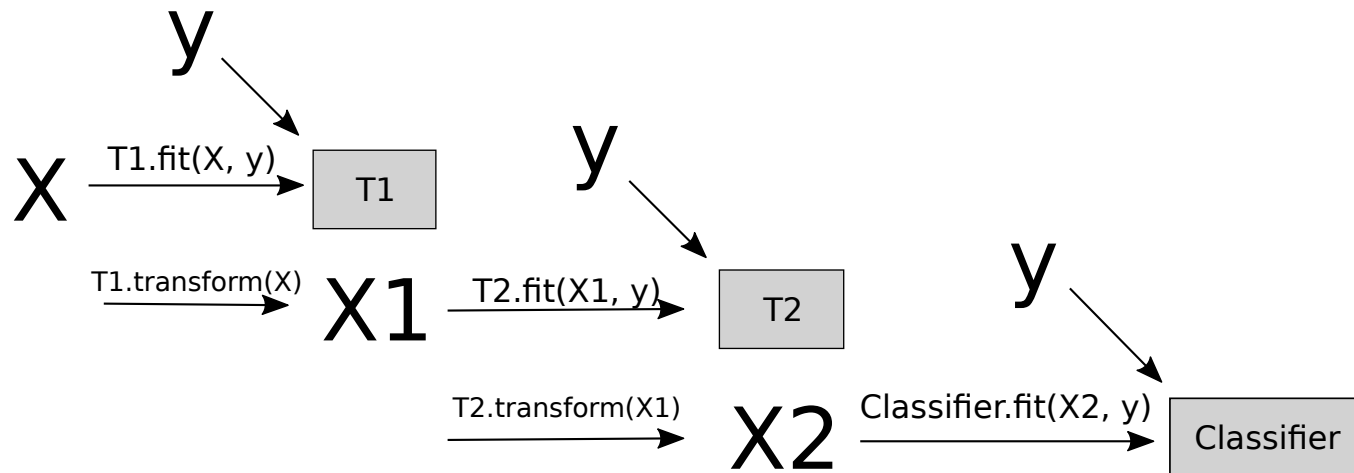 y
T1.fit(X, y)
X
T1
y
T1.transform(X)
X1
T2.fit(X1, y)
T2
y
T2.transform(X1)
X2
Classifier.fit(X2, y)
Classifier